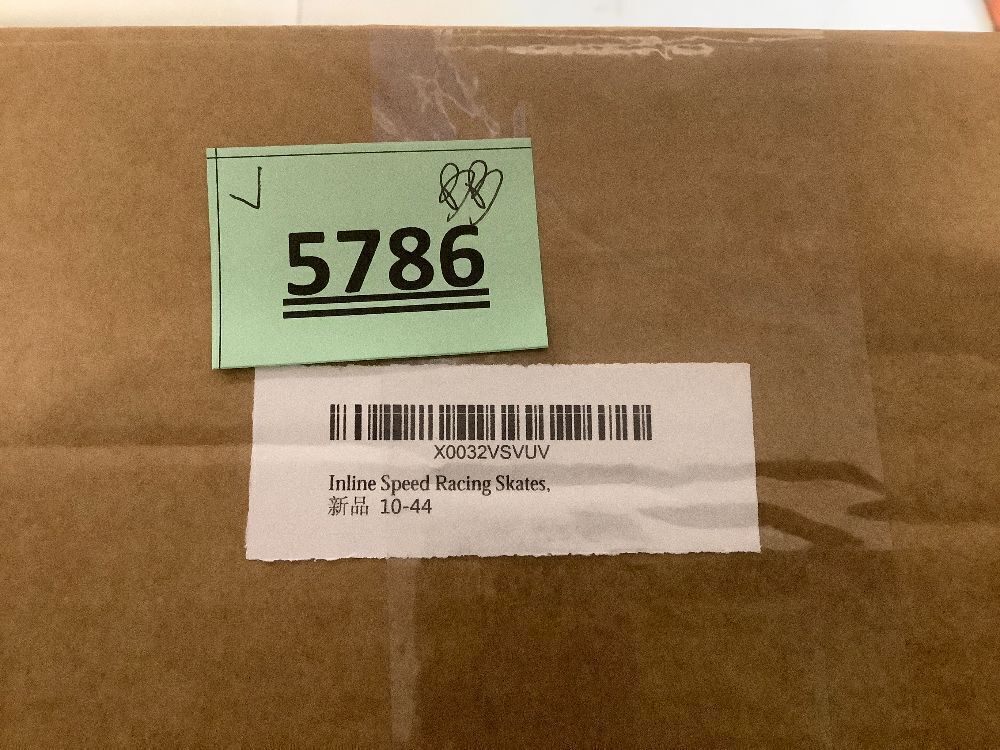 5786
X0032VSVUV
Inline Speed Racing Skates,
新品 10-44